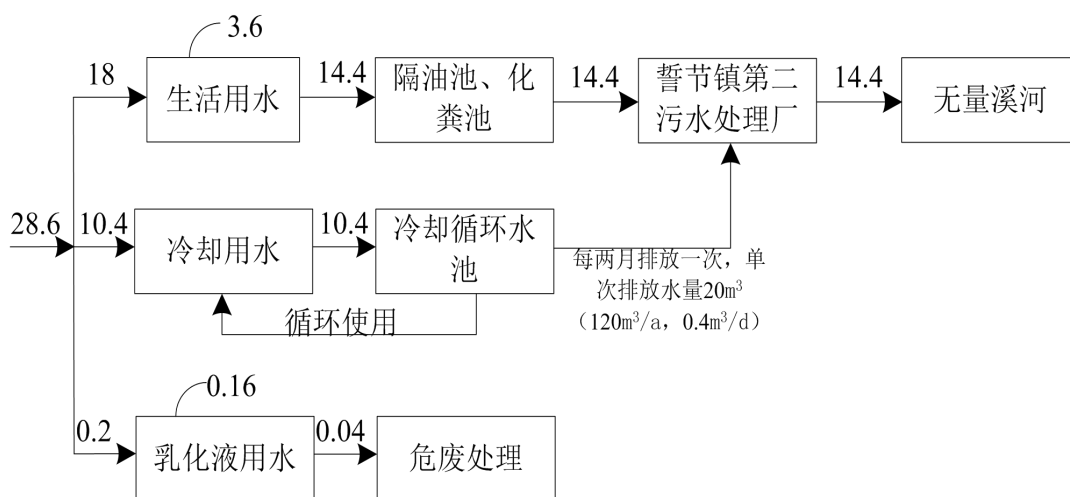 3.6
18
生活用水
14.4
隔油池、化
粪池
14.4
誓节镇第二
污水处理厂
14.4
无量溪河
28.6
10.4
冷却用水
10.4
冷却循环水
池
循环使用
每两月排放一次，单
次排放水量20m³
（120m³/a，0.4m³/d）
0.16
0.2
乳化液用水
0.04
危废处理